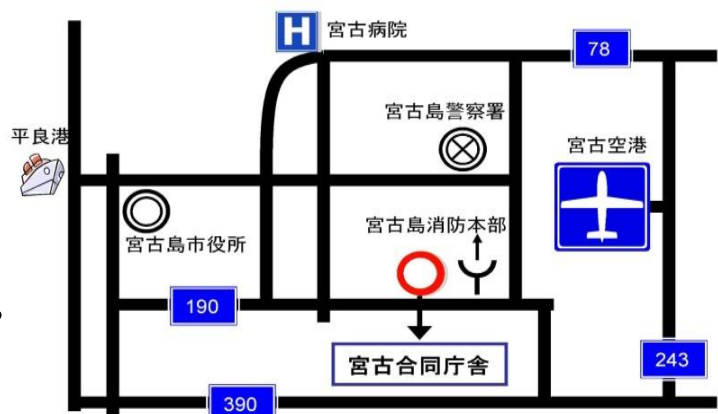 H 宮古病院
78
宮古島警察署
平良港
宮古空港
宮古島市役所
宮古島消防本部
190
宮古合同庁舎
243
390